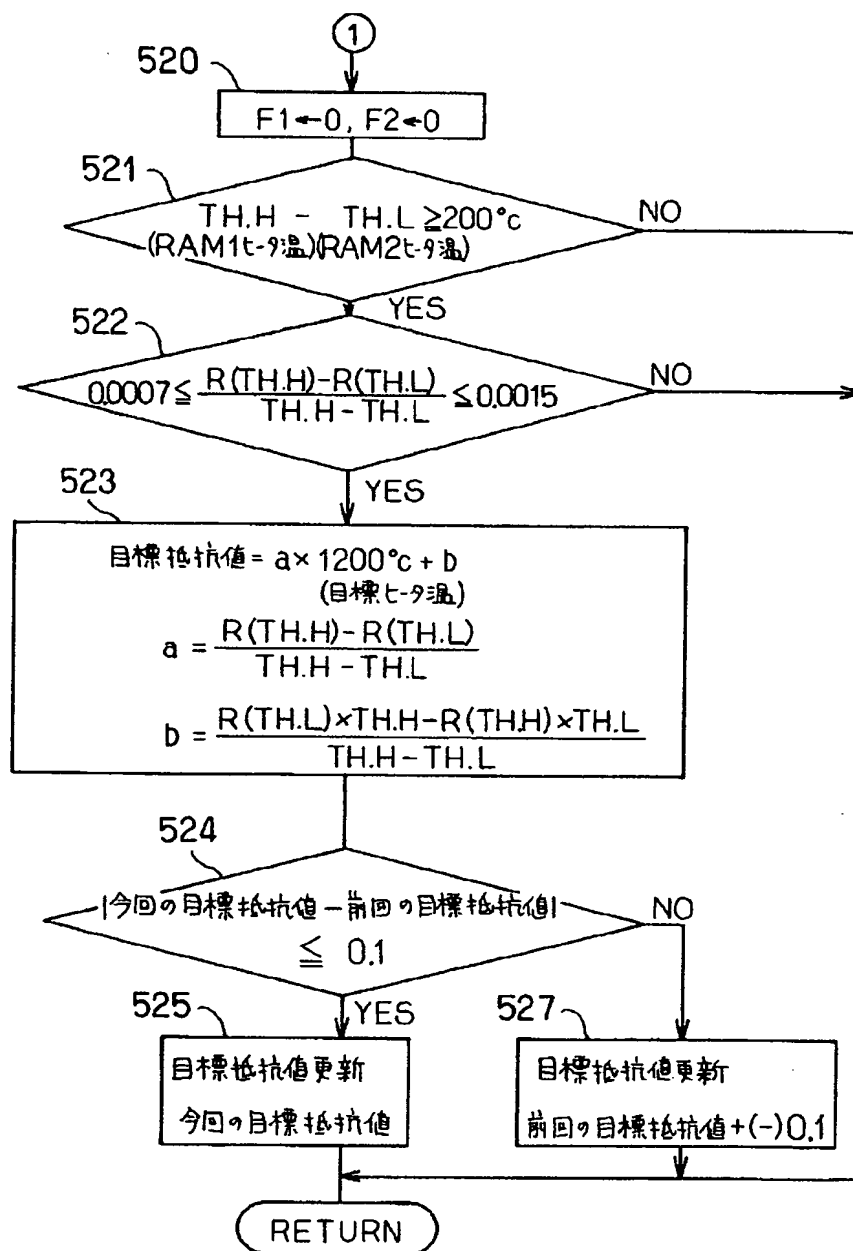 1
520
F1←0, F2←0
521
TH.H - TH.L ≧200°c
(RAM1ヒータ温)(RAM2ヒータ温)
NO
YES
522
0.0007≦ R(TH.H)-R(TH.L) / TH.H-TH.L ≦0.0015
NO
YES
523
目標抵抗値=a×1200°c+b
(目標ヒータ温)
a = R(TH.H)-R(TH.L) / TH.H-TH.L
b = R(TH.L)×TH.H-R(TH.H)×TH.L / TH.H-TH.L
524
|今回の目標抵抗値-前回の目標抵抗値|
≦ 0.1
NO
YES
525
目標抵抗値更新
今回の目標抵抗値
527
目標抵抗値更新
前回の目標抵抗値+(-)0.1
RETURN